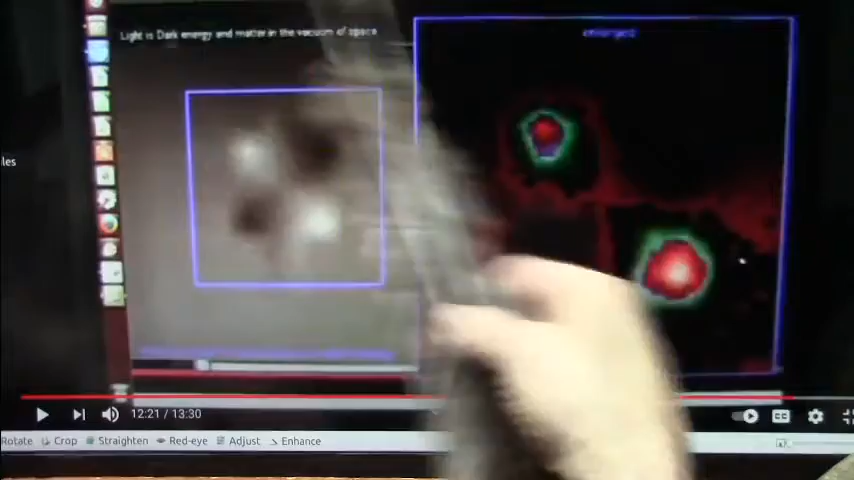 Light is Dark energy and matter in the vacuum of space
enlarged
les
12:21 / 13:30
CC
Rotate Crop Straighten Red-eye Adjust Enhance